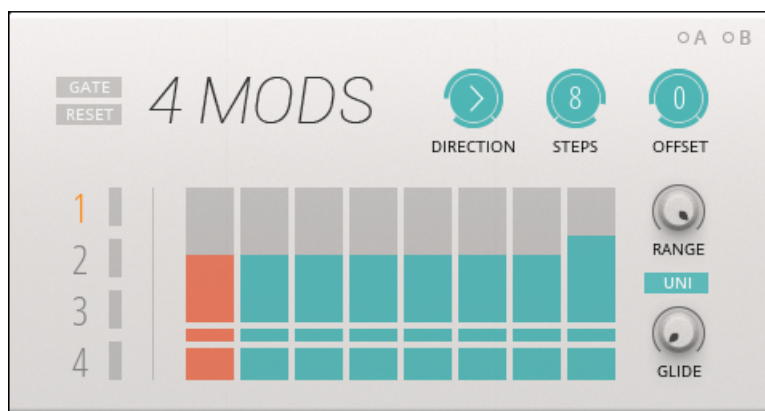 A B
GATE
RESET
4 MODS
>
8
0
DIRECTION
STEPS
OFFSET
1
2
3
4
RANGE
UNI
GLIDE